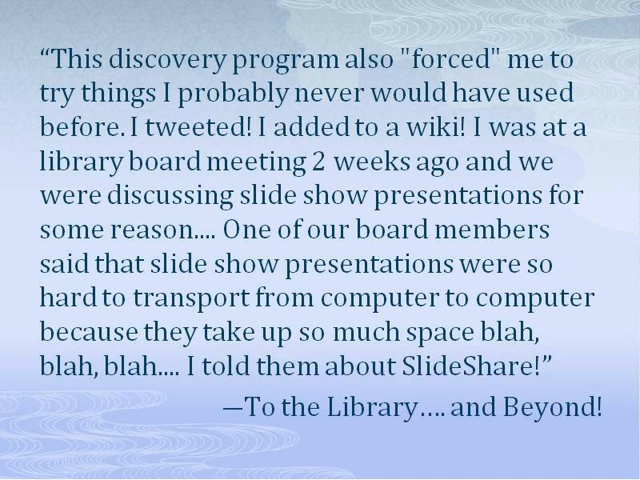 “This discovery program also "forced" me to
try things I probably never would have used
before. I tweeted! I added to a wiki! I was at a
library board meeting 2 weeks ago and we
were discussing slide show presentations for
some reason.... One of our board members
said that slide show presentations were so
hard to transport from computer to computer
because they take up so much space blah,
blah, blah.... I told them about SlideShare!”
—To the Library…. and Beyond!